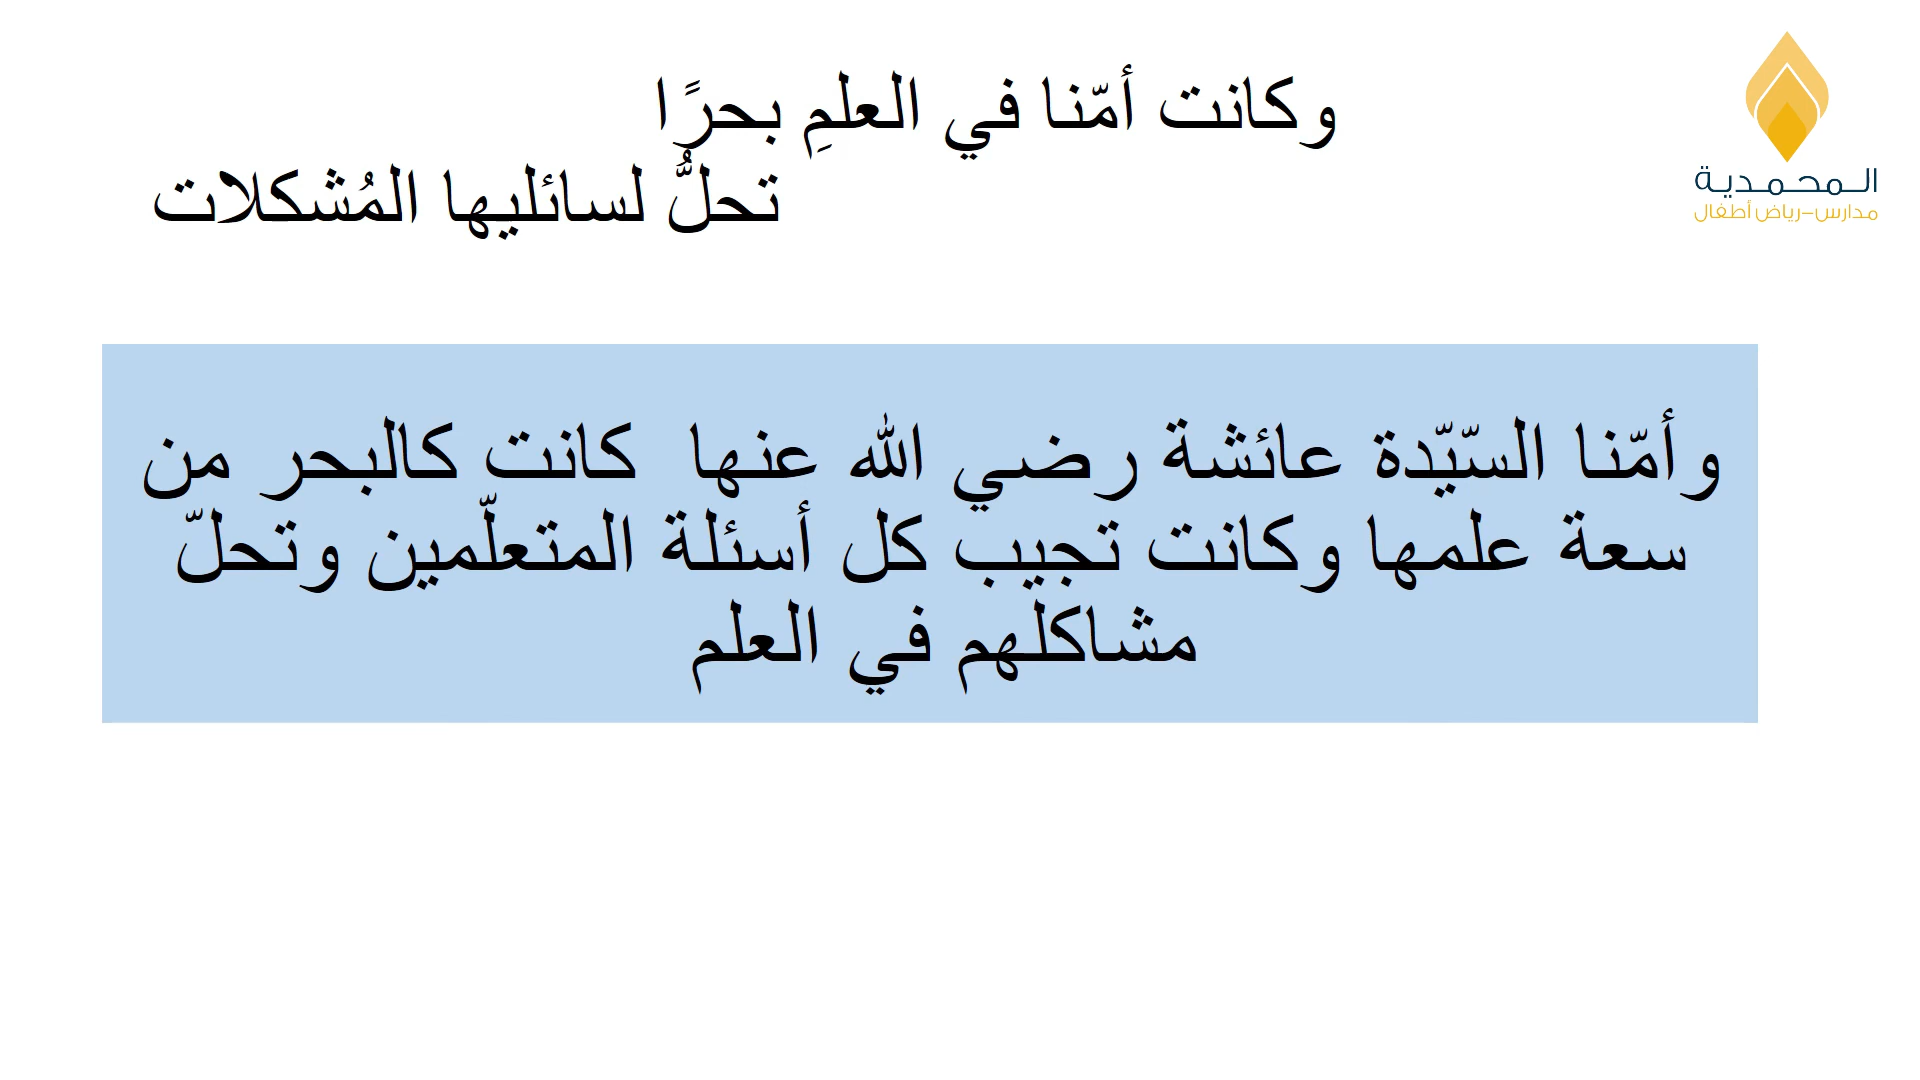 وكانت أمّنا في العلمِ بحرًا
تحلُّ لسائليها المُشكلات
المحمدية
مدارس-رياض أطفال
وأمّنا السّيّدة عائشة رضي الله عنها كانت كالبحر من
سعة علمها وكانت تجيب كل أسئلة المتعلّمين وتحلّ
مشاكلهم في العلم